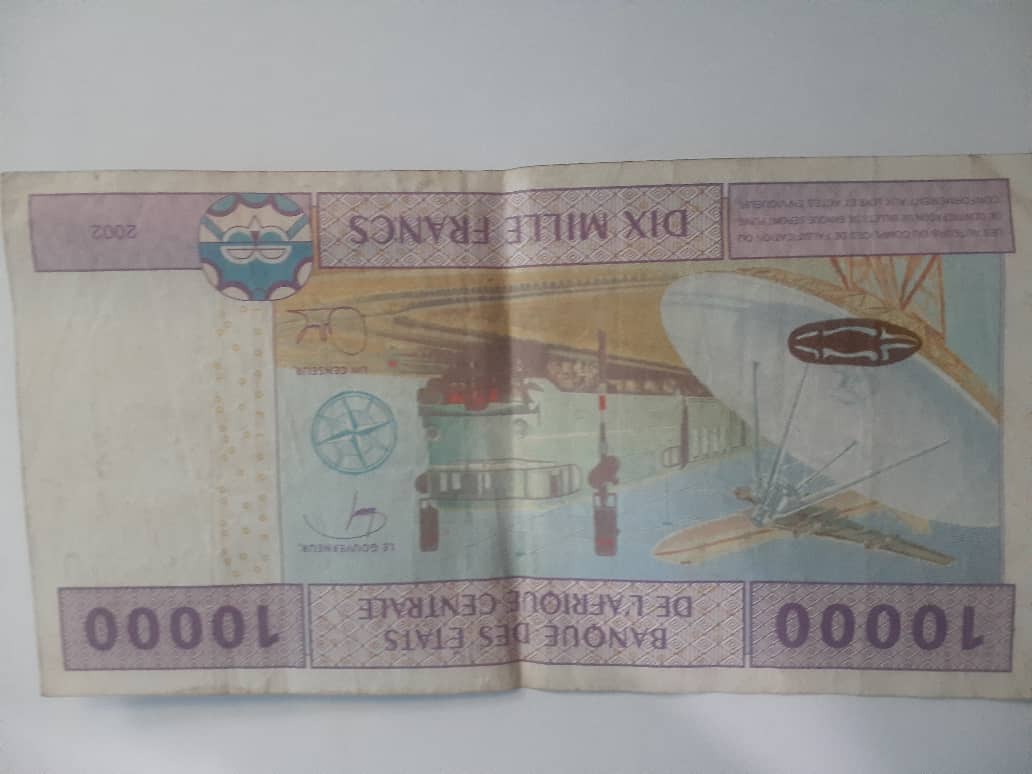 10000
BANQUE DES ÉTATS
DE L'AFRIQUE CENTRALE
10000
LE GOUVERNEUR
UN CENSEUR
LES AUTEURS OU COMPLICES DE FALSIFICATION OU
DE CONTREFAÇON DE BILLETS DE BANQUE SERONT PUNIS
CONFORMÉMENT AUX LOIS ET ACTES EN VIGUEUR
DIX MILLE FRANCS
2002